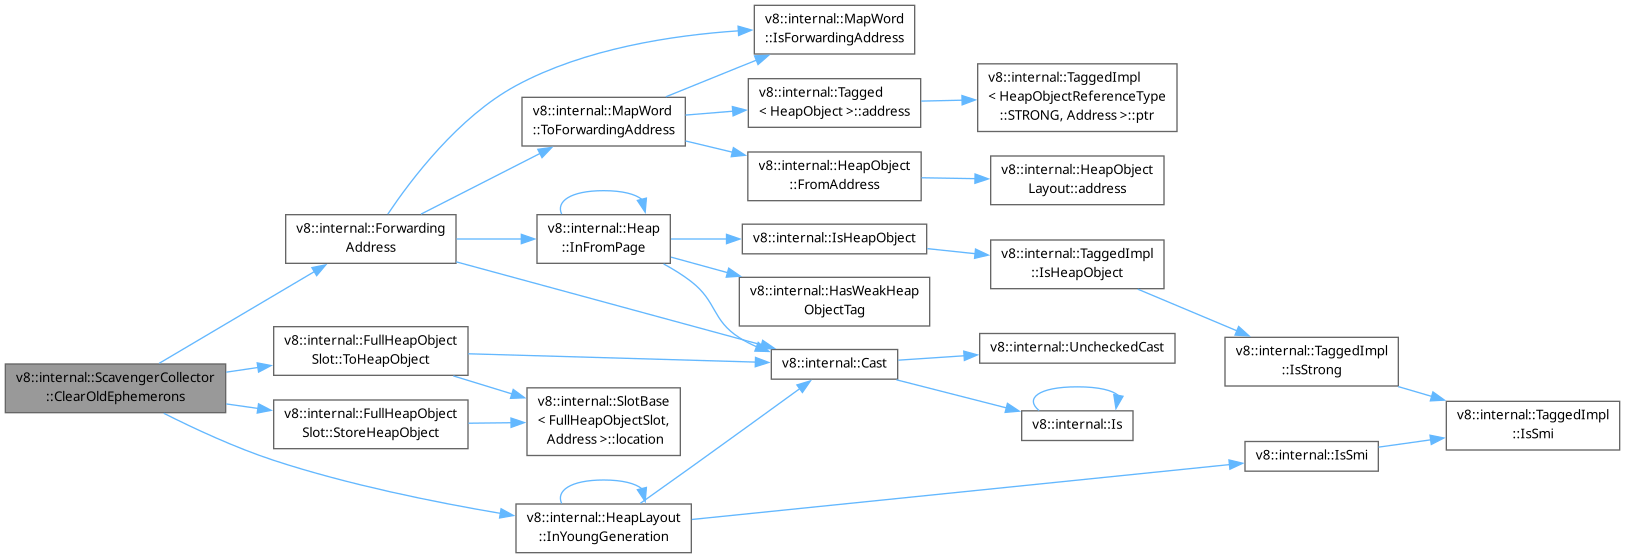 v8::internal::ScavengerCollector
::ClearOldEphemerons
v8::internal::Forwarding
Address
v8::internal::FullHeapObject
Slot::ToHeapObject
v8::internal::FullHeapObject
Slot::StoreHeapObject
v8::internal::MapWord
::ToForwardingAddress
v8::internal::Heap
::InFromPage
v8::internal::SlotBase
< FullHeapObjectSlot,
Address >::location
v8::internal::HeapLayout
::InYoungGeneration
v8::internal::MapWord
::IsForwardingAddress
v8::internal::Tagged
< HeapObject >::address
v8::internal::HeapObject
::FromAddress
v8::internal::IsHeapObject
v8::internal::HasWeakHeap
ObjectTag
v8::internal::Cast
v8::internal::TaggedImpl
< HeapObjectReferenceType
::STRONG, Address >::ptr
v8::internal::HeapObject
Layout::address
v8::internal::TaggedImpl
::IsHeapObject
v8::internal::UncheckedCast
v8::internal::Is
v8::internal::TaggedImpl
::IsStrong
v8::internal::IsSmi
v8::internal::TaggedImpl
::IsSmi